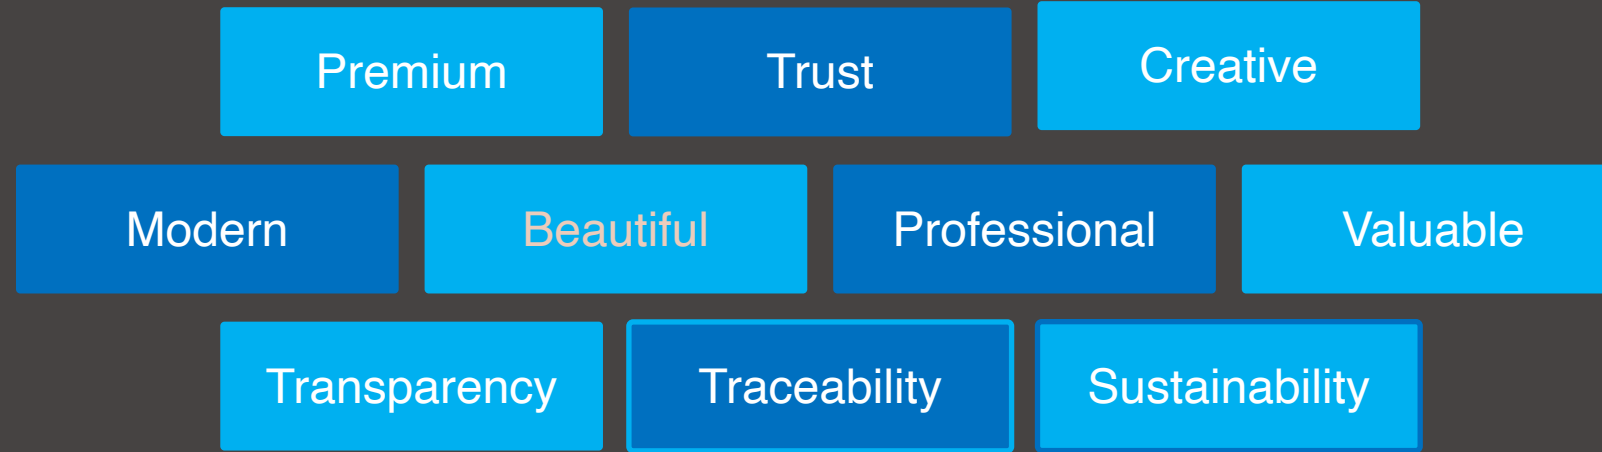 Premium Trust Creative
Modern Beautiful Professional Valuable
Transparency Traceability Sustainability